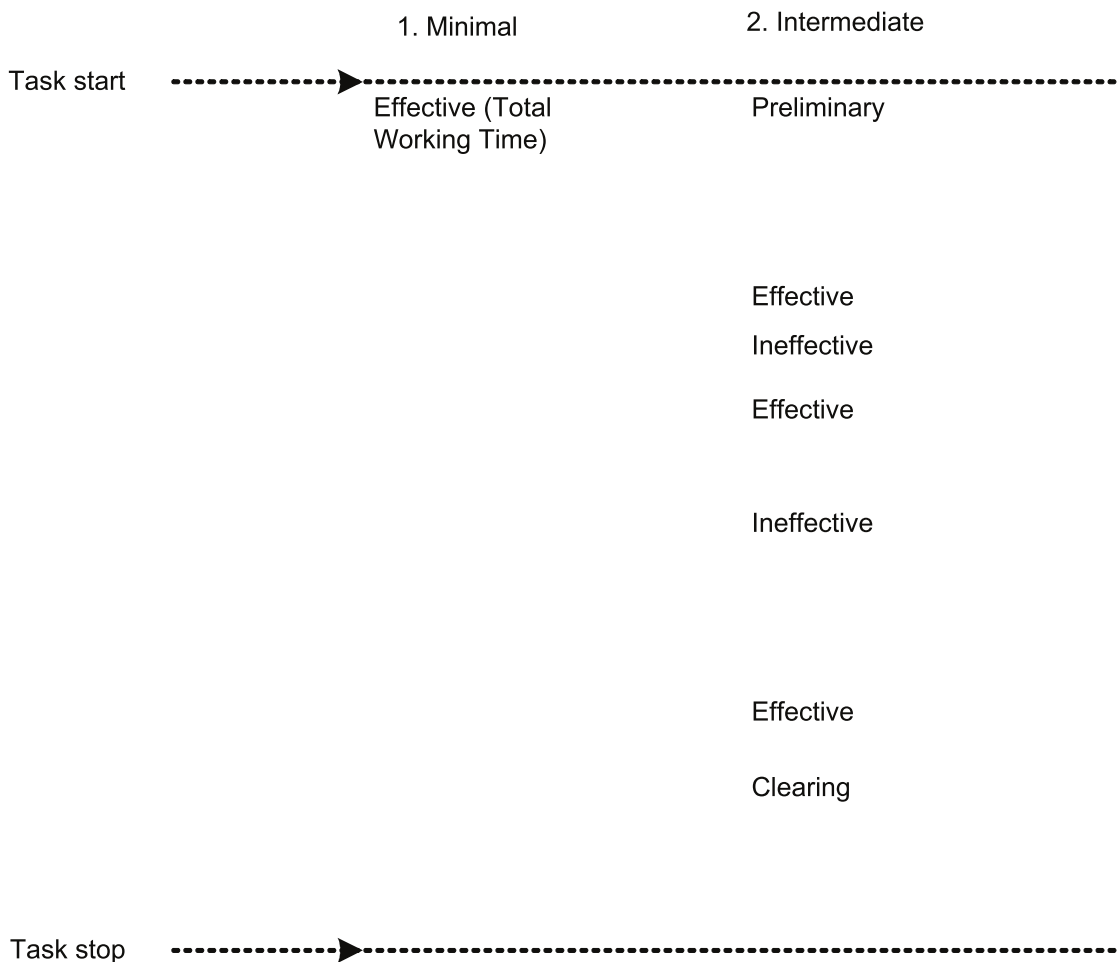 1. Minimal
2. Intermediate
Task start
Effective (Total
Working Time)
Preliminary
Effective
Ineffective
Effective
Ineffective
Effective
Clearing
Task stop